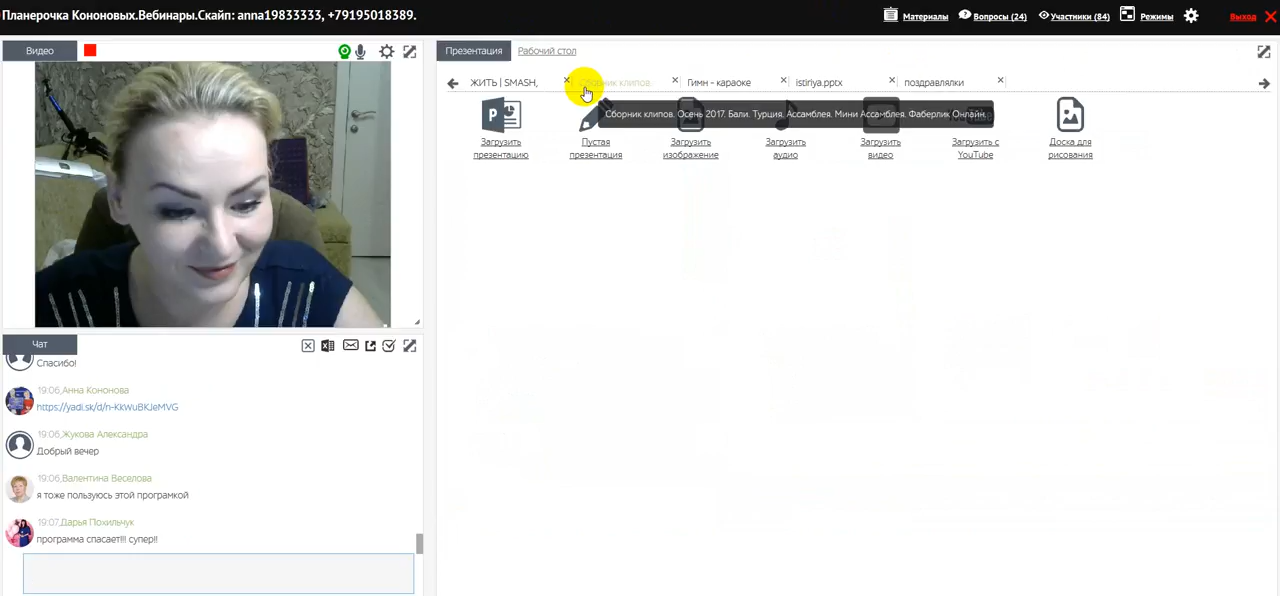 Планерочка Кононовых.Вебинары.Скайп: anna19833333, +79195018389.
Материалы
Вопросы (24)
Участники (84)
Режимы
Выход
Видео
Презентация
Рабочий стол
ЖИТЬ | SMASH,
Сборник клипов.
Гимн - караоке
istiriya.pptx
поздравлялки
Сборник клипов. Осень 2017. Бали. Турция. Ассамблея. Мини Ассамблея. Фаберлик Онлайн.
Загрузить
презентацию
Пустая
презентация
Загрузить
изображение
Загрузить
аудио
Загрузить
видео
Загрузить с
YouTube
Доска для
рисования
Чат
Спасибо!
19:06,Анна Кононова
https://yadi.sk/d/n-KkWuBKJeMVG
19:06,Жукова Александра
Добрый вечер
19:06,Валентина Веселова
я тоже пользуюсь этой програмкой
19:07,Дарья Похильчук
программа спасает!!! супер!!